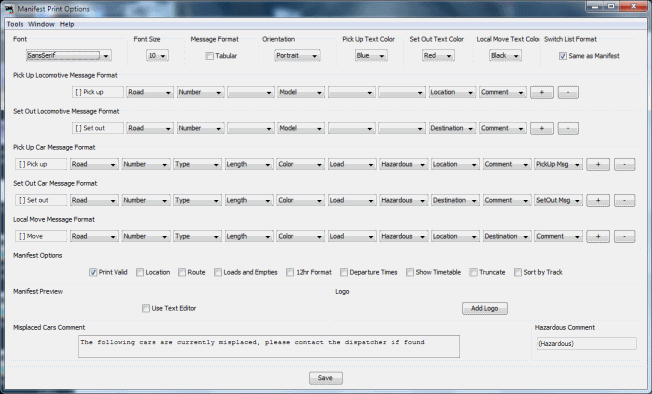 Manifest Print Options
Tools Window Help
Font Font Size Message Format Orientation Pick Up Text Color Set Out Text Color Local Move Text Color Switch List Format
SansSerif 10 Tabular Portrait Blue Red Black Same as Manifest
Pick Up Locomotive Message Format
[ ] Pick up Road Number Model Location Comment + -
Set Out Locomotive Message Format
[ ] Set out Road Number Model Destination Comment + -
Pick Up Car Message Format
[ ] Pick up Road Number Type Length Color Load Hazardous Location Comment PickUp Msg + -
Set Out Car Message Format
[ ] Set out Road Number Type Length Color Load Hazardous Destination Comment SetOut Msg + -
Local Move Message Format
[ ] Move Road Number Type Length Color Load Hazardous Location Destination Comment + -
Manifest Options
Print Valid Location Route Loads and Empties 12hr Format Departure Times Show Timetable Truncate Sort by Track
Manifest Preview Logo
Use Text Editor Add Logo
Misplaced Cars Comment Hazardous Comment
The following cars are currently misplaced, please contact the dispatcher if found (Hazardous)
Save